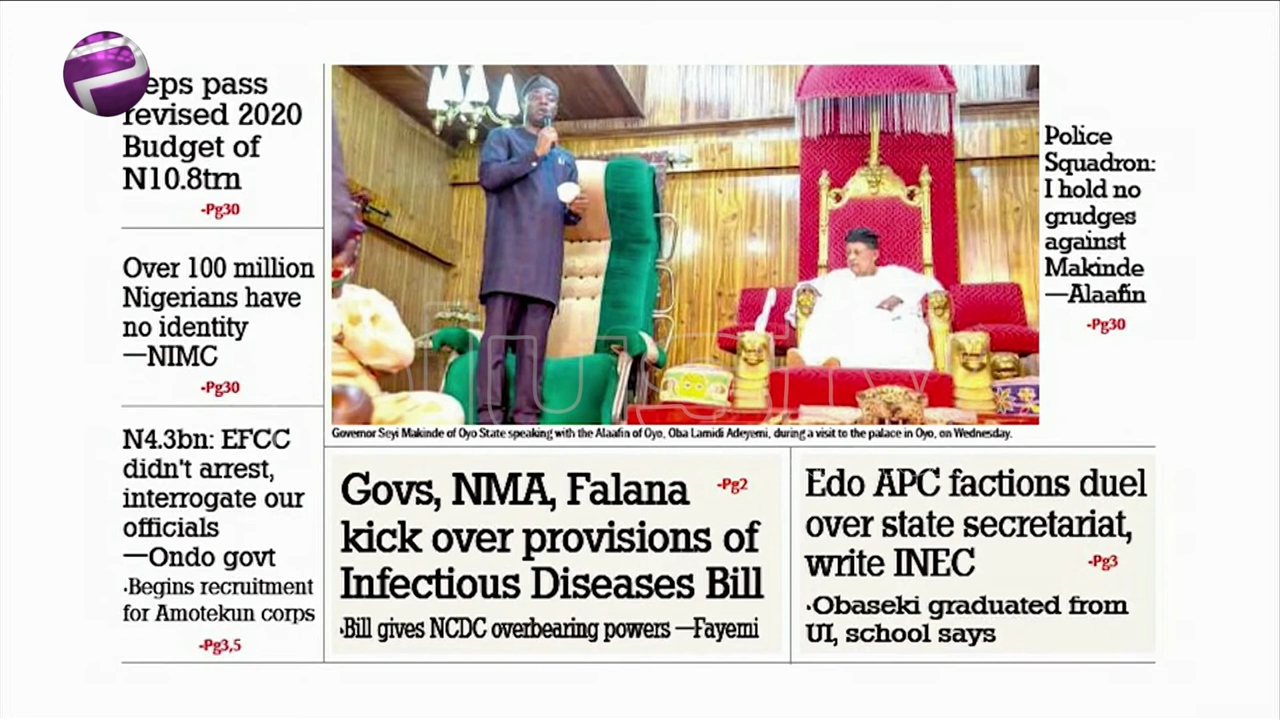 eps pass
revised 2020
Budget of
N10.8trn
-Pg30
Over 100 million
Nigerians have
no identity
—NIMC
-Pg30
N4.3bn: EFCC
didn't arrest,
interrogate our
officials
—Ondo govt
·Begins recruitment
for Amotekun corps
-Pg3,5
Governor Seyi Makinde of Oyo State speaking with the Alaafin of Oyo, Oba Lamidi Adeyemi, during a visit to the palace in Oyo, on Wednesday.
Police
Squadron:
I hold no
grudges
against
Makinde
—Alaafin
-Pg30
Govs, NMA, Falana -Pg2
kick over provisions of
Infectious Diseases Bill
·Bill gives NCDC overbearing powers —Fayemi
Edo APC factions duel
over state secretariat,
write INEC -Pg3
·Obaseki graduated from
UI, school says